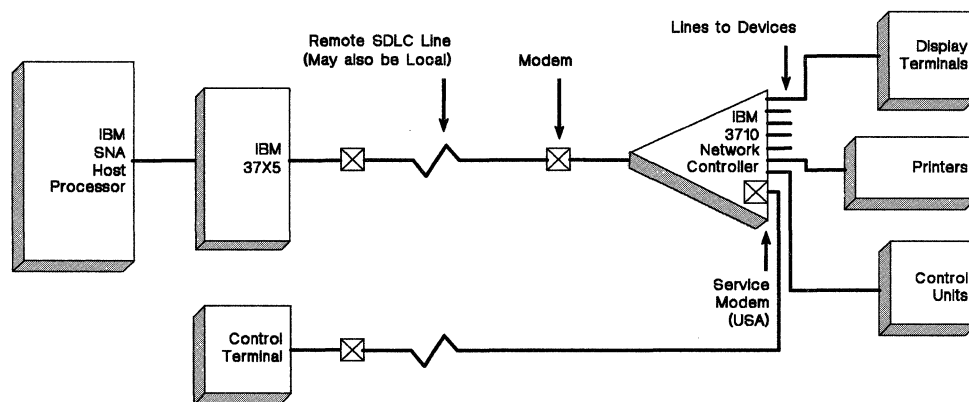 Remote SDLC Line
(May also be Local)
Modem
Lines to Devices
Display
Terminals
IBM
SNA
Host
Processor
IBM
37X5
IBM
3710
Network
Controller
Printers
Service
Modem
(USA)
Control
Units
Control
Terminal